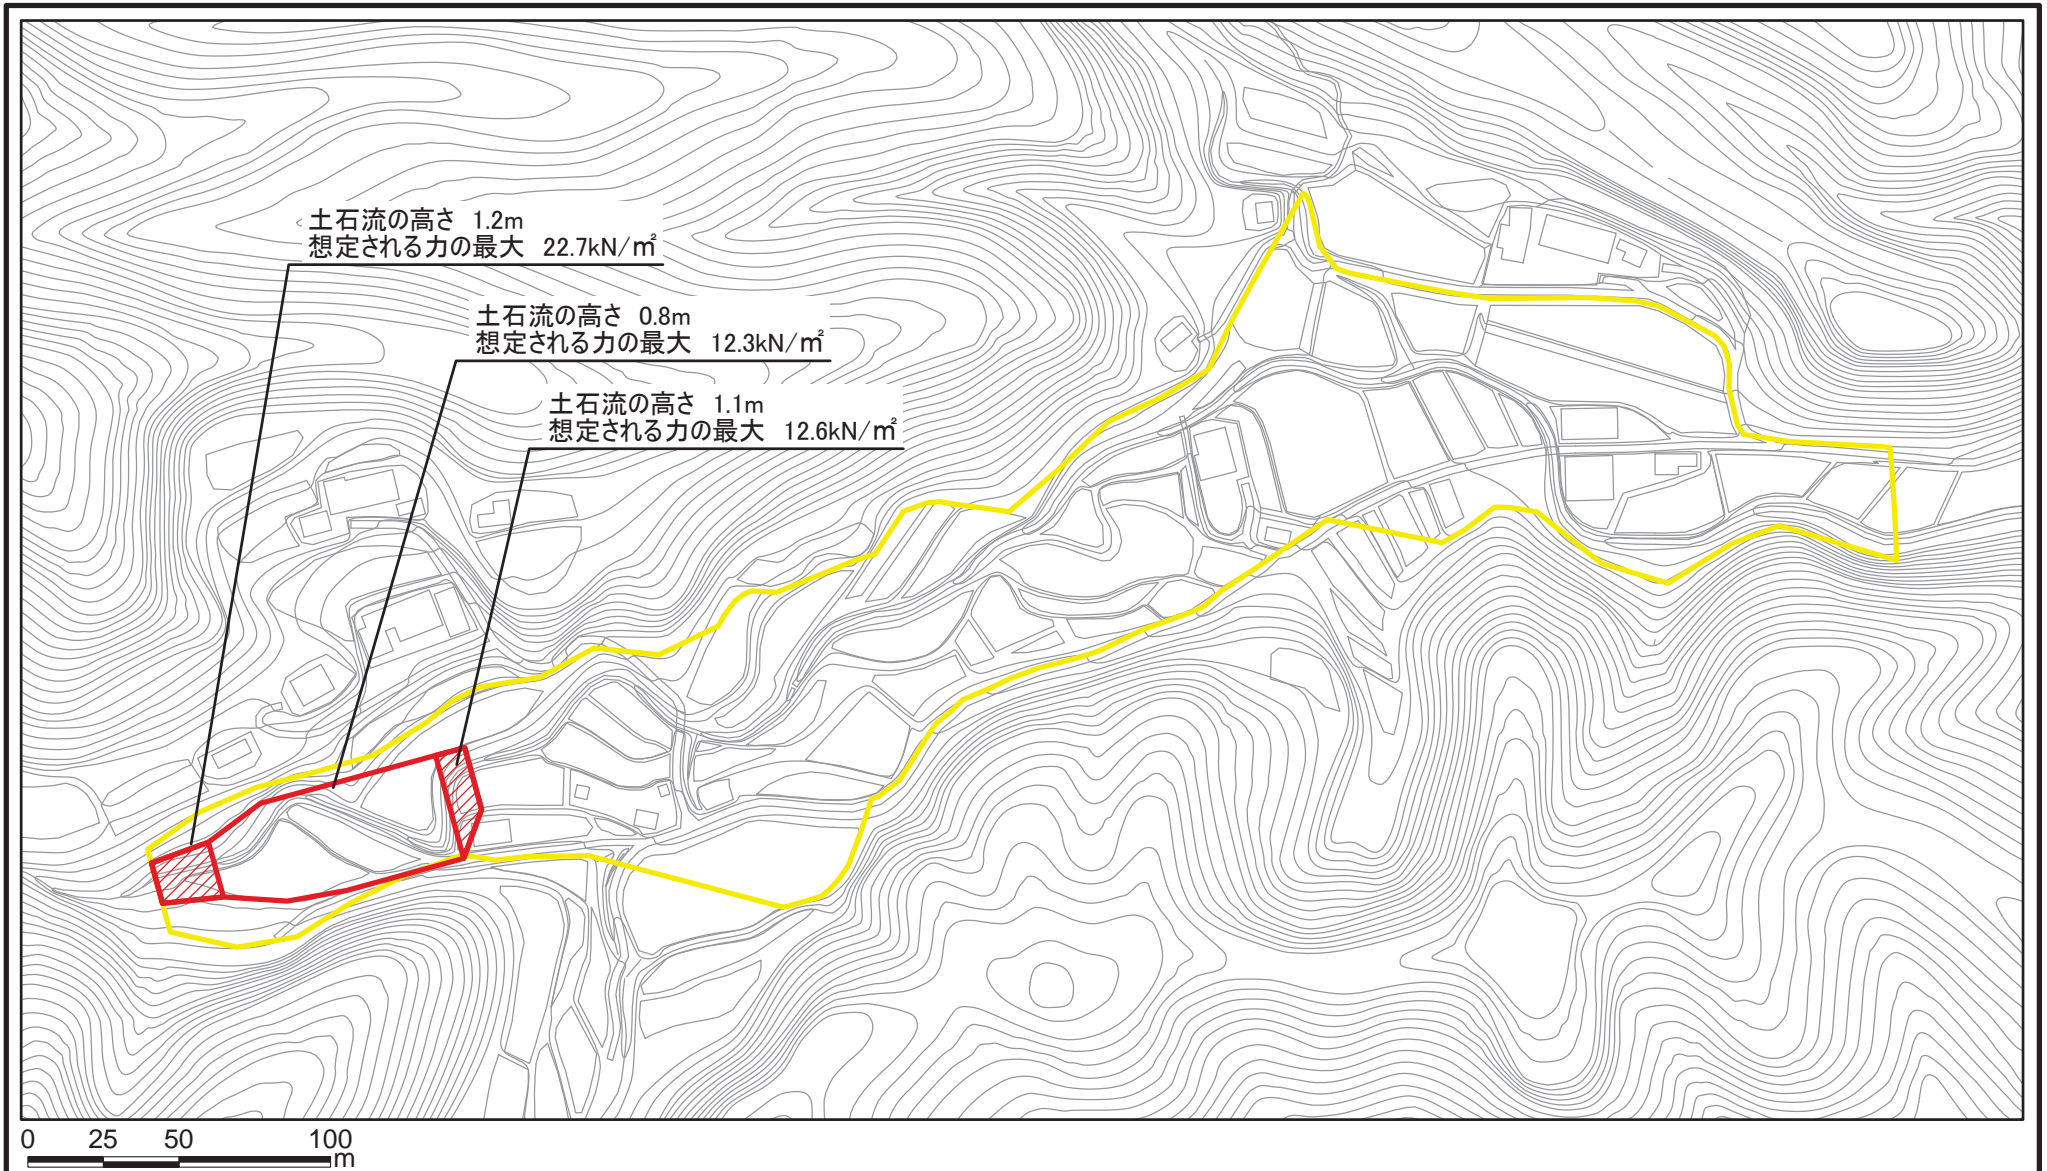 土石流の高さ 1.2m
想定される力の最大 22.7kN/㎡
土石流の高さ 0.8m
想定される力の最大 12.3kN/㎡
土石流の高さ 1.1m
想定される力の最大 12.6kN/㎡
0 25 50 100
m